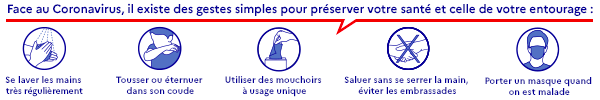 Face au Coronavirus, il existe des gestes simples pour préserver votre santé et celle de votre entourage :
Se laver les mains
très régulièrement
Tousser ou éternuer
dans son coude
Utiliser des mouchoirs
à usage unique
Saluer sans se serrer la main,
éviter les embrassades
Porter un masque quand
on est malade